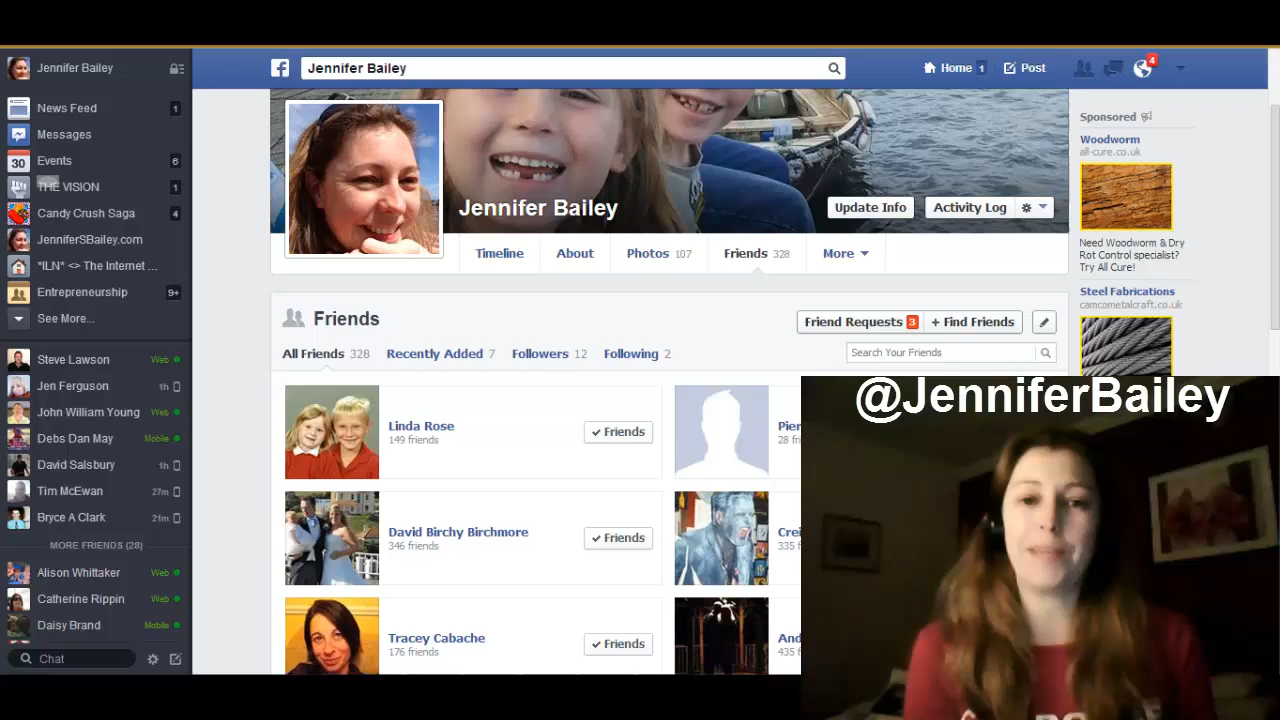 Jennifer Bailey
News Feed 1
Messages
30 Events 6
THE VISION 1
Candy Crush Saga 4
JenniferSBailey.com
*ILN* <> The Internet ...
Entrepreneurship 9+
See More...
Steve Lawson Web
Jen Ferguson 1h
John William Young Web
Debs Dan May Mobile
David Salsbury 1h
Tim McEwan 27m
Bryce A Clark 21m
MORE FRIENDS (28)
Alison Whittaker Web
Catherine Rippin Web
Daisy Brand Mobile
Chat
f Jennifer Bailey Home 1 Post 4
Jennifer Bailey Update Info Activity Log
Timeline About Photos 107 Friends 328 More
Friends Friend Requests 3 + Find Friends
All Friends 328 Recently Added 7 Followers 12 Following 2 Search Your Friends
Linda Rose
149 friends
Friends
David Birchy Birchmore
346 friends
Friends
Tracey Cabache
176 friends
Friends
Pier
28 fri
Crei
335 f
And
435 f
Sponsored
Woodworm
all-cure.co.uk
Need Woodworm & Dry
Rot Control specialist?
Try All Cure!
Steel Fabrications
camcometalcraft.co.uk
@JenniferBailey